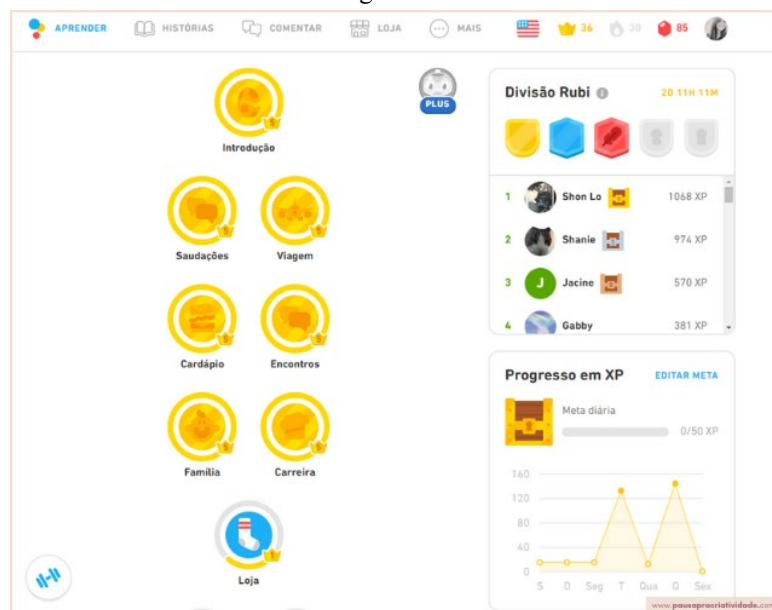 APRENDER HISTÓRIAS COMENTAR LOJA MAIS 36 30 85
PLUS
Introdução
Saudações Viagem
Cardápio Encontros
Família Carreira
Loja
Divisão Rubi 2D 11H 11M
1 Shon Lo 1068 XP
2 Shanie 974 XP
3 J Jacine 570 XP
4 Gabby 381 XP
Progresso em XP EDITAR META
Meta diária
0/50 XP
160
120
80
40
0
S D Seg T Qua Q Sex
www.pausapracriatividade.com